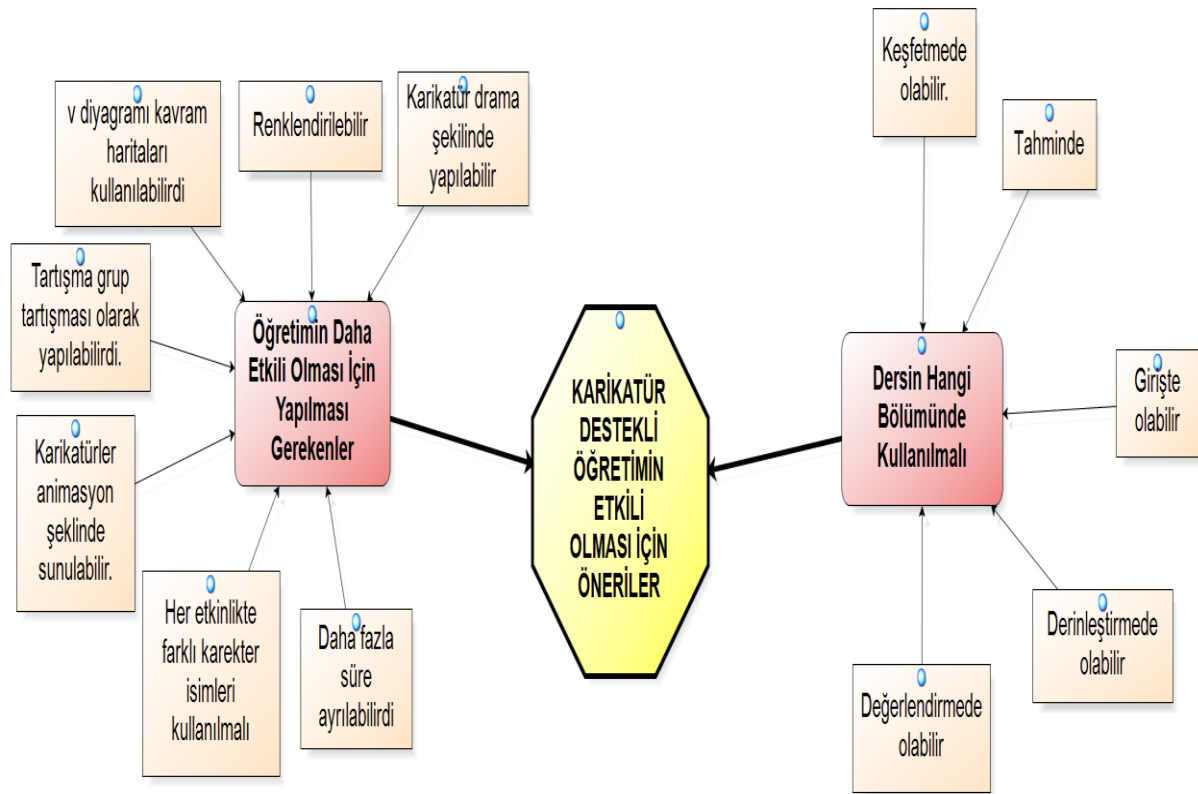 v diyagramı kavram
haritaları
kullanılabilirdi
Renklendirilebilir
Karikatür drama
şekilinde
yapılabilir
Tartışma grup
tartışması olarak
yapılabilirdi.
Karikatürler
animasyon
şeklinde
sunulabilir.
Her etkinlikte
farklı karekter
isimleri
kullanılmalı
Daha fazla
süre
ayrılabilirdi
Öğretimin Daha
Etkili Olması İçin
Yapılması
Gerekenler
KARİKATÜR
DESTEKLİ
ÖĞRETİMİN
ETKİLİ
OLMASI İÇİN
ÖNERİLER
Dersin Hangi
Bölümünde
Kullanılmalı
Keşfetmede
olabilir.
Tahminde
Girişte
olabilir
Derinleştirmede
olabilir
Değerlendirmede
olabilir